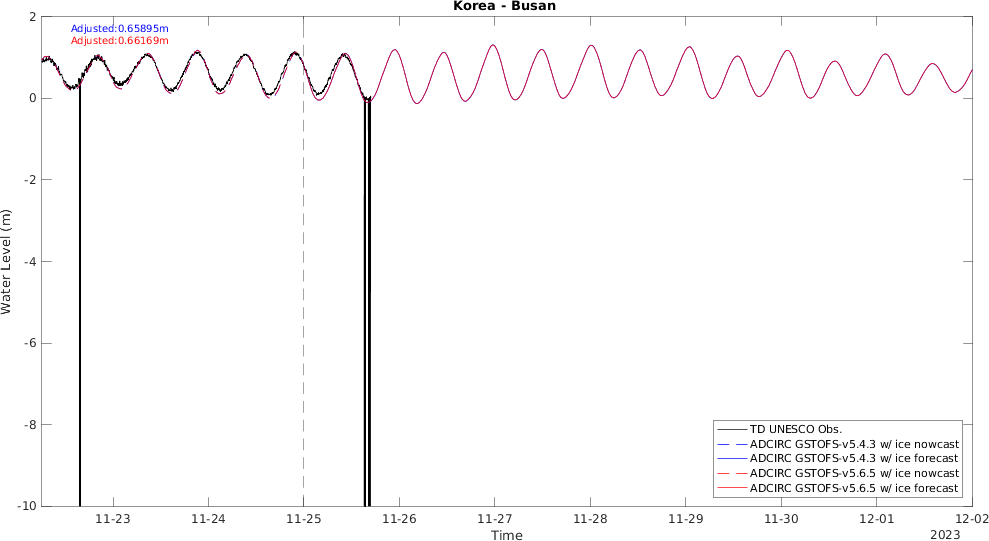 Korea - Busan
Adjusted:0.65895m
Adjusted:0.66169m
2
0
-2
-4
-6
-8
-10
Water Level (m)
11-23 11-24 11-25 11-26 11-27 11-28 11-29 11-30 12-01 12-02
Time
2023
TD UNESCO Obs.
ADCIRC GSTOFS-v5.4.3 w/ ice nowcast
ADCIRC GSTOFS-v5.4.3 w/ ice forecast
ADCIRC GSTOFS-v5.6.5 w/ ice nowcast
ADCIRC GSTOFS-v5.6.5 w/ ice forecast